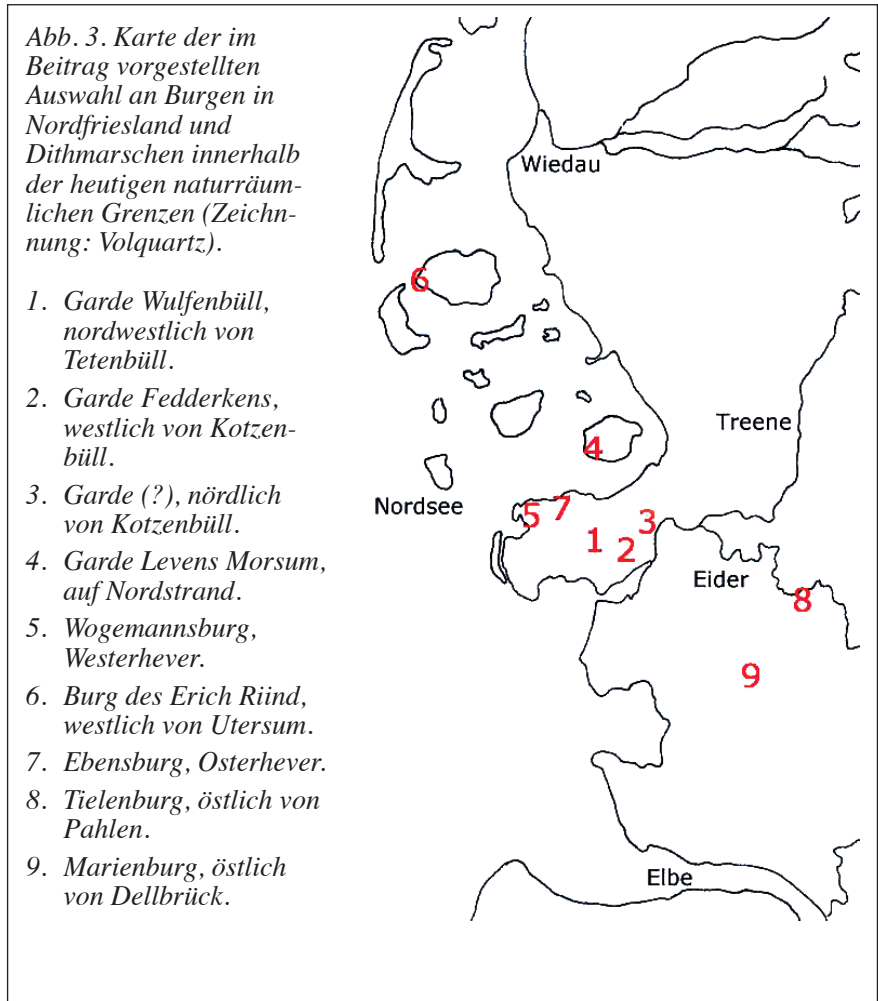 Abb. 3. Karte der im
Beitrag vorgestellten
Auswahl an Burgen in
Nordfriesland und
Dithmarschen innerhalb
der heutigen naturräum-
lichen Grenzen (Zeichn-
nung: Volquartz).
1. Garde Wulfenbüll,
nordwestlich von
Tetenbüll.
2. Garde Fedderkens,
westlich von Kotzen-
büll.
3. Garde (?), nördlich
von Kotzenbüll.
4. Garde Levens Morsum,
auf Nordstrand.
5. Wogemannsburg,
Westerhever.
6. Burg des Erich Riind,
westlich von Utersum.
7. Ebensburg, Osterhever.
8. Tielenburg, östlich von
Pahlen.
9. Marienburg, östlich
von Dellbrück.
Wiedau
6
Treene
4
Nordsee
5
7
3
1
2
Eider
8
9
Elbe